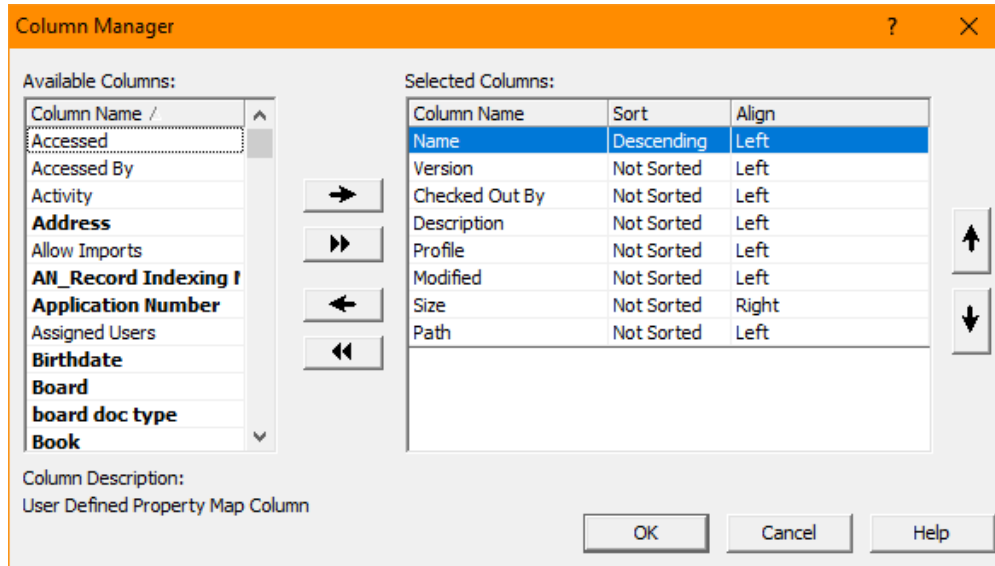 Column Manager
Available Columns:
Column Name
Accessed
Accessed By
Activity
Address
Allow Imports
AN_Record Indexing
Application Number
Assigned Users
Birthdate
Board
board doc type
Book
Column Description:
User Defined Property Map Column
Selected Columns:
Column Name Sort Align
Name Descending Left
Version Not Sorted Left
Checked Out By Not Sorted Left
Description Not Sorted Left
Profile Not Sorted Left
Modified Not Sorted Left
Size Not Sorted Right
Path Not Sorted Left
OK Cancel Help